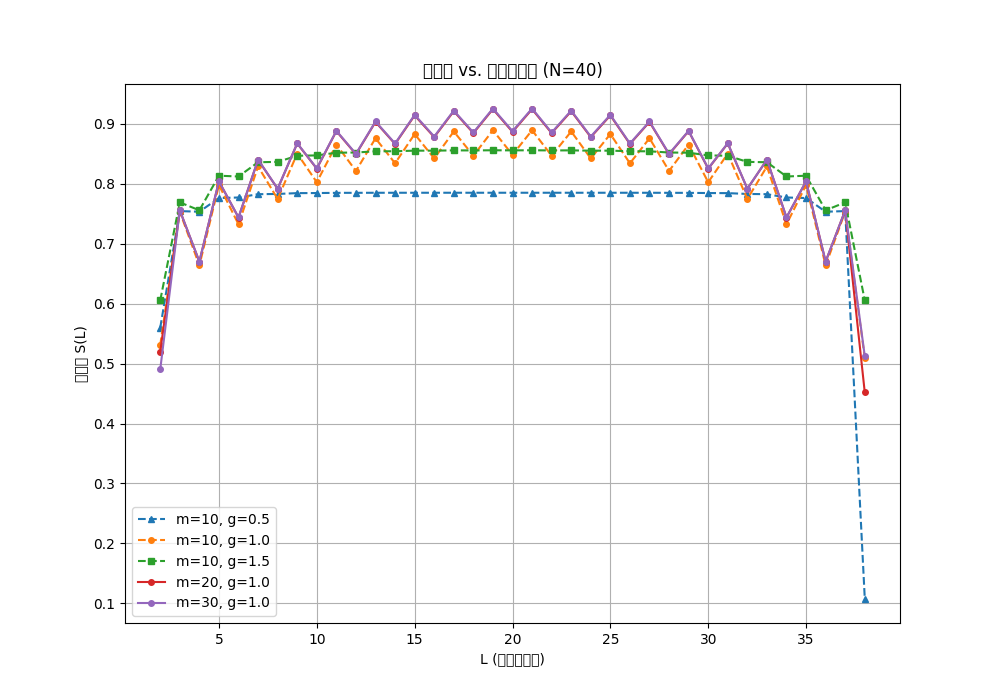 vs. (N=40)
0.9
0.8
0.7
0.6
0.5
0.4
0.3
0.2
0.1
S(L)
m=10, g=0.5
m=10, g=1.0
m=10, g=1.5
m=20, g=1.0
m=30, g=1.0
5 10 15 20 25 30 35
L